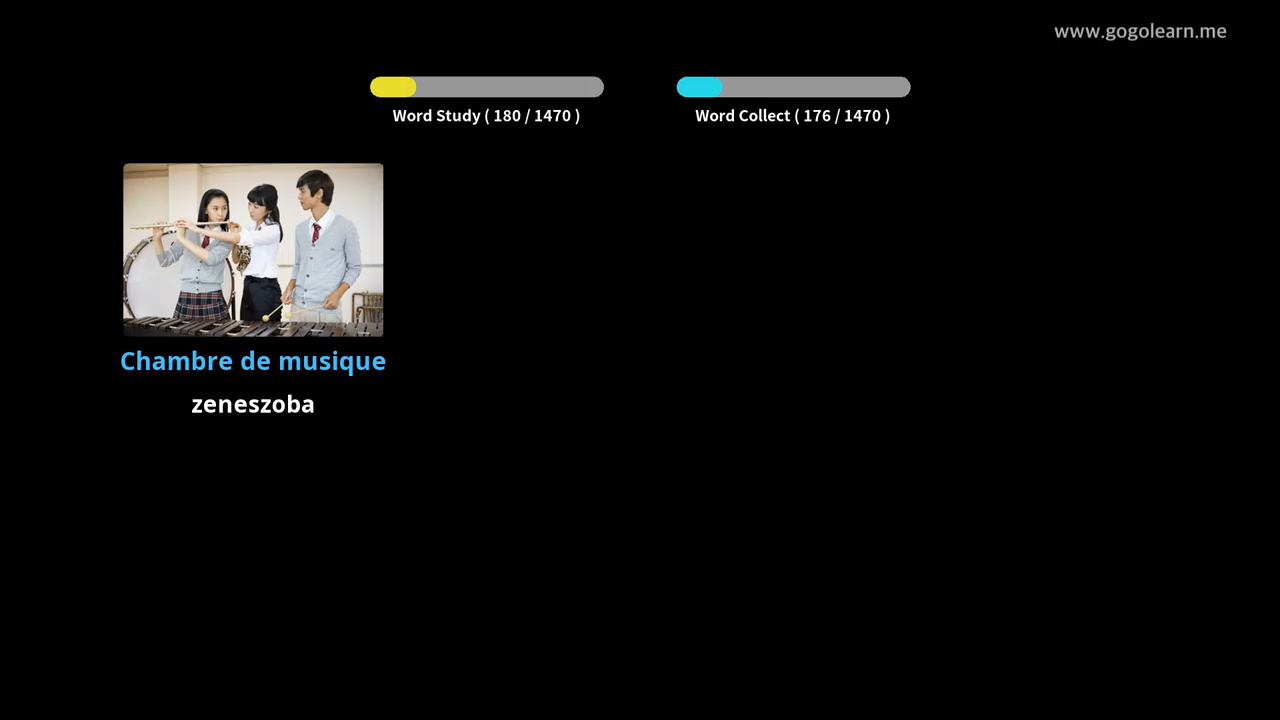 www.gogolearn.me
Word Study ( 180 / 1470 )
Word Collect ( 176 / 1470 )
Chambre de musique
zeneszoba